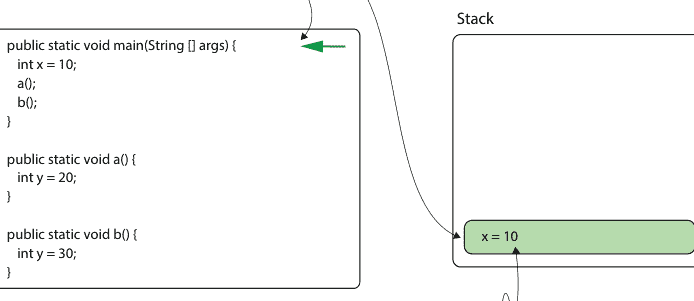 Stack
public static void main(String [] args) {
int x = 10;
a();
b();
}
public static void a() {
int y = 20;
}
public static void b() {
int y = 30;
}
x = 10